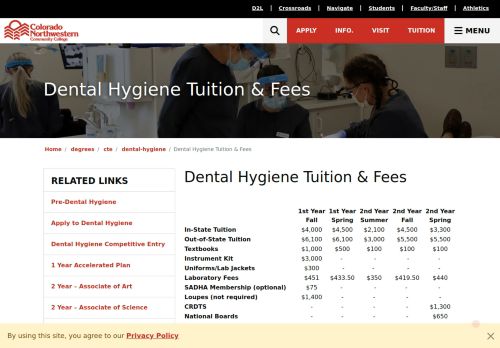 D2L | Crossroads | Navigate | Students | Faculty/Staff | Athletics
Colorado
Northwestern
Community College
APPLY INFO. VISIT TUITION MENU
Dental Hygiene Tuition & Fees
Home / degrees / cte / dental-hygiene / Dental Hygiene Tuition & Fees
RELATED LINKS
Pre-Dental Hygiene
Apply to Dental Hygiene
Dental Hygiene Competitive Entry
1 Year Accelerated Plan
2 Year – Associate of Art
2 Year – Associate of Science
Dental Hygiene Tuition & Fees
1st Year 1st Year 2nd Year 2nd Year 2nd Year
Fall Spring Summer Fall Spring
In-State Tuition $4,000 $4,500 $2,100 $4,500 $3,300
Out-of-State Tuition $6,100 $6,100 $3,000 $5,500 $5,500
Textbooks $1,000 $500 $100 $100 $100
Instrument Kit $3,000 - - - -
Uniforms/Lab Jackets $300 - - - -
Laboratory Fees $451 $433.50 $350 $419.50 $440
SADHA Membership (optional) $75 - - - -
Loupes (not required) $1,400 - - - -
CRDTS - - - - $1,300
National Boards - - - - $650
By using this site, you agree to our Privacy Policy